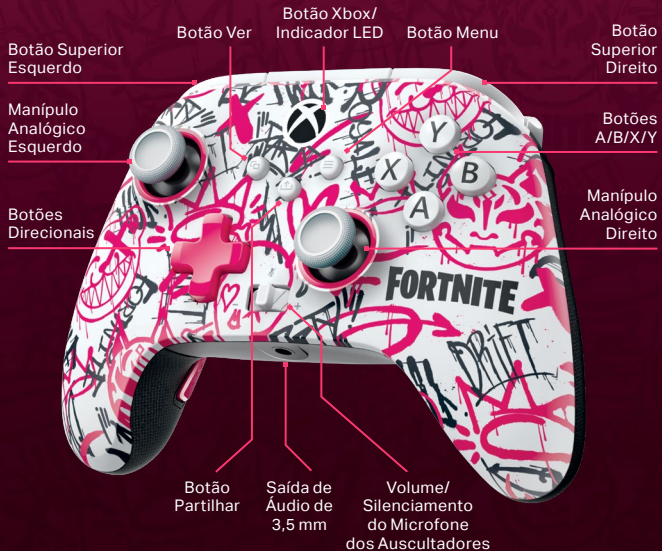 Botão Xbox/
Indicador LED
Botão Ver
Botão Menu
Botão Superior
Esquerdo
Botão
Superior
Direito
Manípulo
Analógico
Esquerdo
Botões
A/B/X/Y
Y
X
B
A
Botões
Direcionais
Manípulo
Analógico
Direito
FORTNITE
DRIFT
Botão
Partilhar
Saída de
Áudio de
3,5 mm
Volume/
Silenciamento
do Microfone
dos Auscultadores